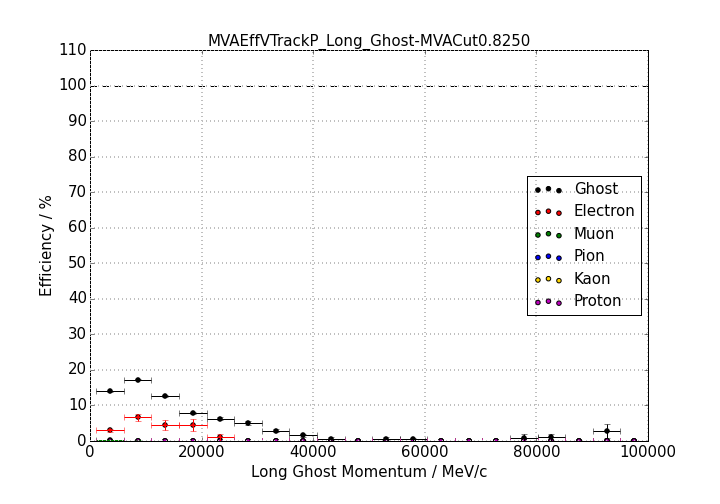 MVAEffVTrackP_Long_Ghost-MVACut0.8250
110
100
90
80
70
60
50
40
30
20
10
0
Efficiency / %
Ghost
Electron
Muon
Pion
Kaon
Proton
0 20000 40000 60000 80000 100000
Long Ghost Momentum / MeV/c